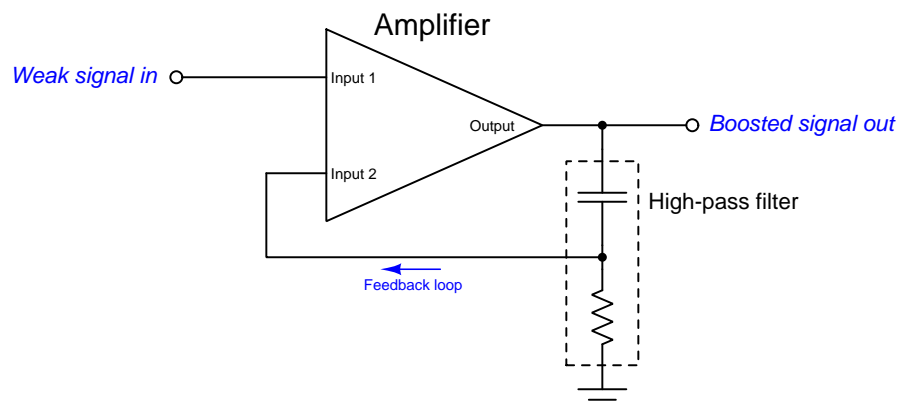 Amplifier
Weak signal in
Input 1
Output
Boosted signal out
Input 2
High-pass filter
Feedback loop